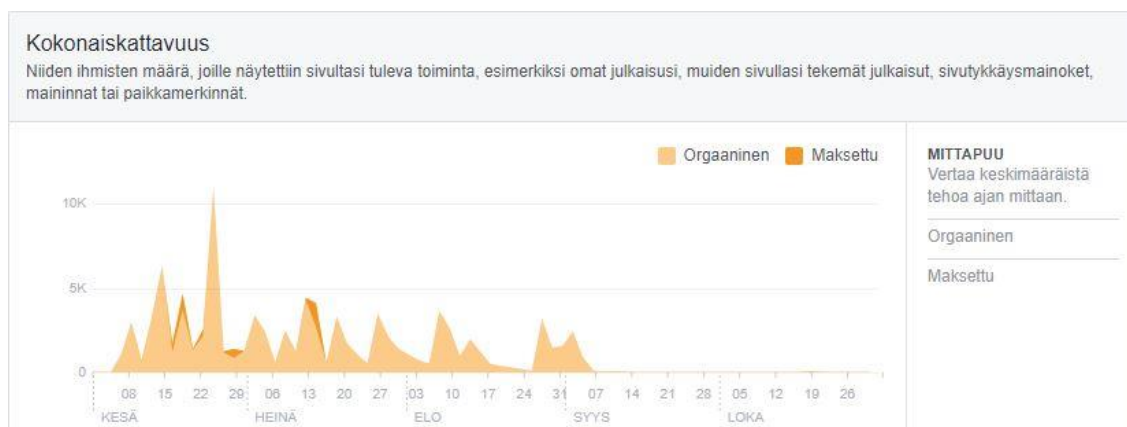 Kokonaiskattavuus
Niiden ihmisten määrä, joille näytettiin sivultasi tuleva toiminta, esimerkiksi omat julkaisusi, muiden sivullasi tekemät julkaisut, sivutykkäysmainoket,
maininnat tai paikkamerkinnät.
Orgaaninen Maksettu
MITTAPUU
Vertaa keskimääräistä
tehoa ajan mittaan.
Orgaaninen
Maksettu
10K
5K
0
08 15 22 29 06 13 20 27 03 10 17 24 31 07 14 21 28 05 12 19 26
KESÄ HEINÄ ELO SYYS LOKA